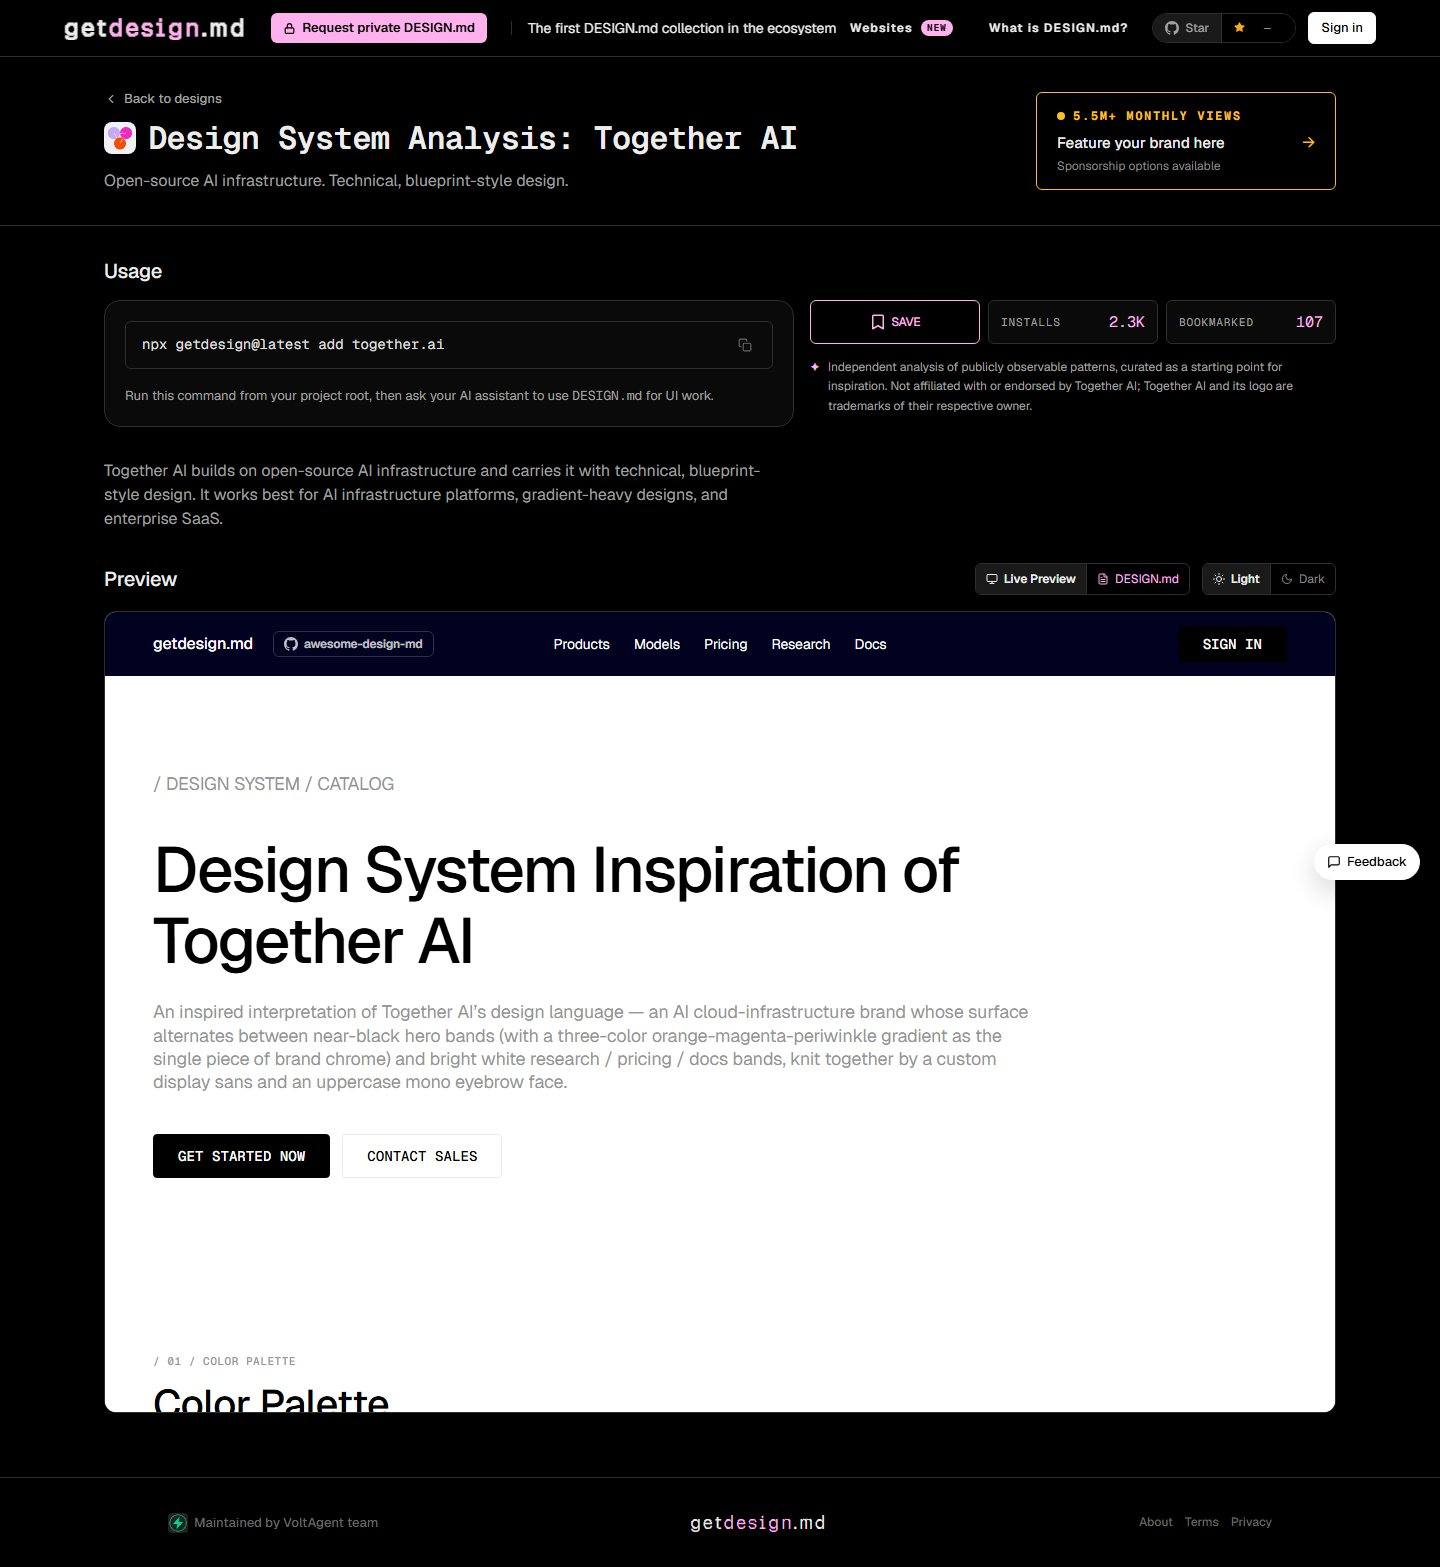 getdesign.md
Request private DESIGN.md
The first DESIGN.md collection in the ecosystem
Websites NEW
What is DESIGN.md?
Star
–
Sign in
Back to designs
Design System Analysis: Together AI
Open-source AI infrastructure. Technical, blueprint-style design.
5.5M+ MONTHLY VIEWS
Feature your brand here
Sponsorship options available
Usage
npx getdesign@latest add together.ai
Run this command from your project root, then ask your AI assistant to use DESIGN.md for UI work.
SAVE
INSTALLS 2.3K
BOOKMARKED 107
Independent analysis of publicly observable patterns, curated as a starting point for
inspiration. Not affiliated with or endorsed by Together AI; Together AI and its logo are
trademarks of their respective owner.
Together AI builds on open-source AI infrastructure and carries it with technical, blueprint-
style design. It works best for AI infrastructure platforms, gradient-heavy designs, and
enterprise SaaS.
Preview
Live Preview
DESIGN.md
Light
Dark
getdesign.md
awesome-design-md
Products
Models
Pricing
Research
Docs
SIGN IN
/ DESIGN SYSTEM / CATALOG
Design System Inspiration of
Together AI
An inspired interpretation of Together AI's design language — an AI cloud-infrastructure brand whose surface
alternates between near-black hero bands (with a three-color orange-magenta-periwinkle gradient as the
single piece of brand chrome) and bright white research / pricing / docs bands, knit together by a custom
display sans and an uppercase mono eyebrow face.
GET STARTED NOW
CONTACT SALES
Feedback
/ 01 / COLOR PALETTE
Color Palette
Maintained by VoltAgent team
getdesign.md
About
Terms
Privacy